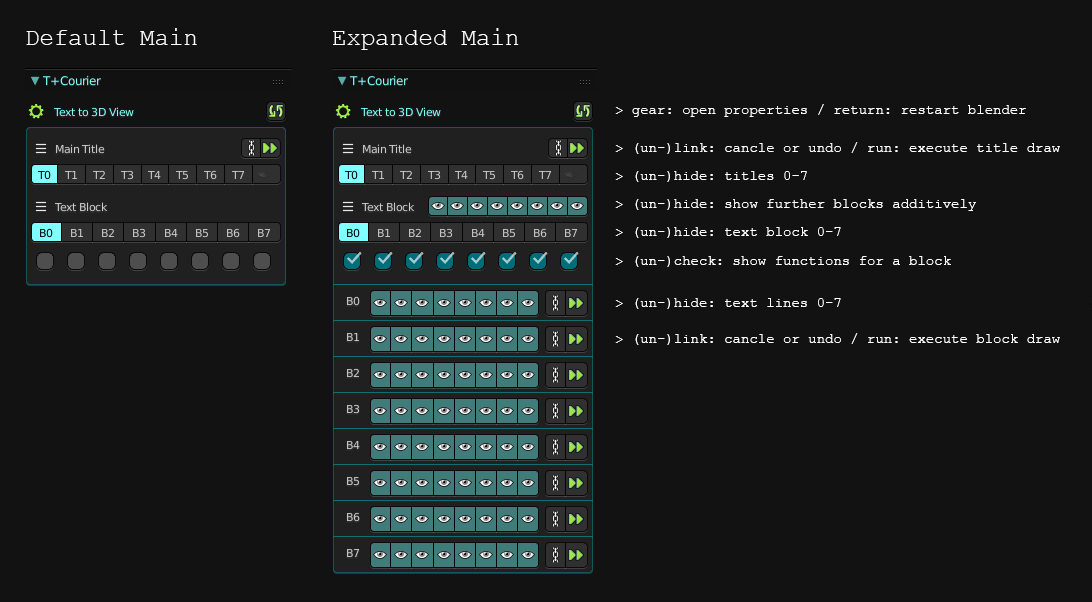 Default Main
Expanded Main
T+Courier
T+Courier
Text to 3D View
Text to 3D View
> gear: open properties / return: restart blender
Main Title
Main Title
> (un-)link: cancle or undo / run: execute title draw
T0 T1 T2 T3 T4 T5 T6 T7
T0 T1 T2 T3 T4 T5 T6 T7
> (un-)hide: titles 0-7
Text Block
Text Block
> (un-)hide: show further blocks additively
B0 B1 B2 B3 B4 B5 B6 B7
B0 B1 B2 B3 B4 B5 B6 B7
> (un-)hide: text block 0-7
> (un-)check: show functions for a block
B0
> (un-)hide: text lines 0-7
B1
> (un-)link: cancle or undo / run: execute block draw
B2
B3
B4
B5
B6
B7